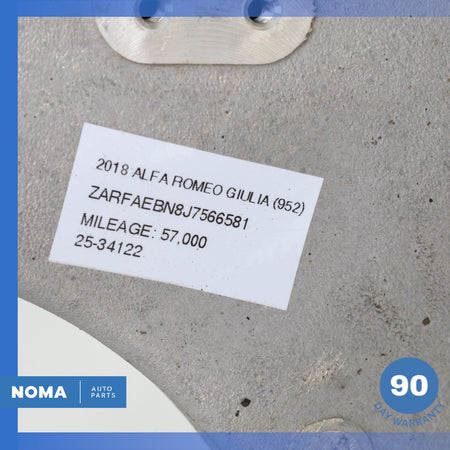 2018 ALFA ROMEO GIULIA (952)
ZARFAEBN8J7566581
MILEAGE: 57,000
25-34122
NOMA
AUTO
PARTS
90
DAY WARRANTY